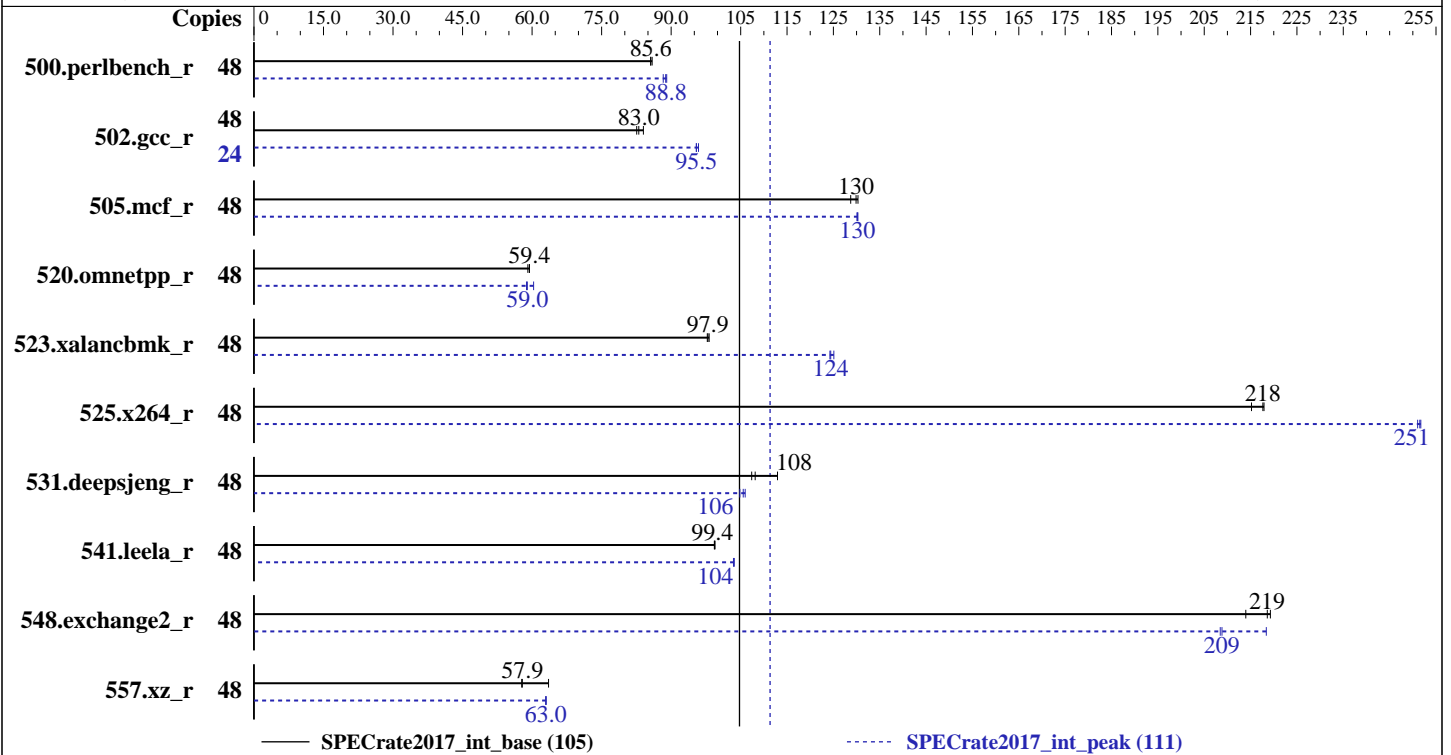 Copies 0 15.0 30.0 45.0 60.0 75.0 90.0 105 115 125 135 145 155 165 175 185 195 205 215 225 235 255
500.perlbench_r 48 85.6
88.8
502.gcc_r 48 83.0
24 95.5
505.mcf_r 48 130
130
520.omnetpp_r 48 59.4
59.0
523.xalancbmk_r 48 97.9
124
525.x264_r 48 218
251
531.deepsjeng_r 48 108
106
541.leela_r 48 99.4
104
548.exchange2_r 48 219
209
557.xz_r 48 57.9
63.0
SPECrate2017_int_base (105) SPECrate2017_int_peak (111)